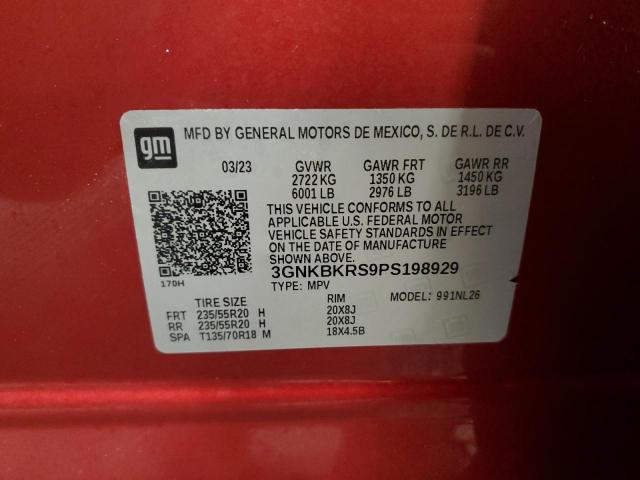 gm MFD BY GENERAL MOTORS DE MEXICO, S. DE R.L. DE C.V.
03/23 GVWR GAWR FRT GAWR RR
2722 KG 1350 KG 1450 KG
6001 LB 2976 LB 3196 LB
THIS VEHICLE CONFORMS TO ALL
APPLICABLE U.S. FEDERAL MOTOR
VEHICLE SAFETY STANDARDS IN EFFECT
ON THE DATE OF MANUFACTURE
SHOWN ABOVE.
3GNKBKRS9PS198929
170H TYPE: MPV MODEL: 991NL26
TIRE SIZE RIM
FRT 235/55R20 H 20X8J
RR 235/55R20 H 20X8J
SPA T135/70R18 M 18X4.5B